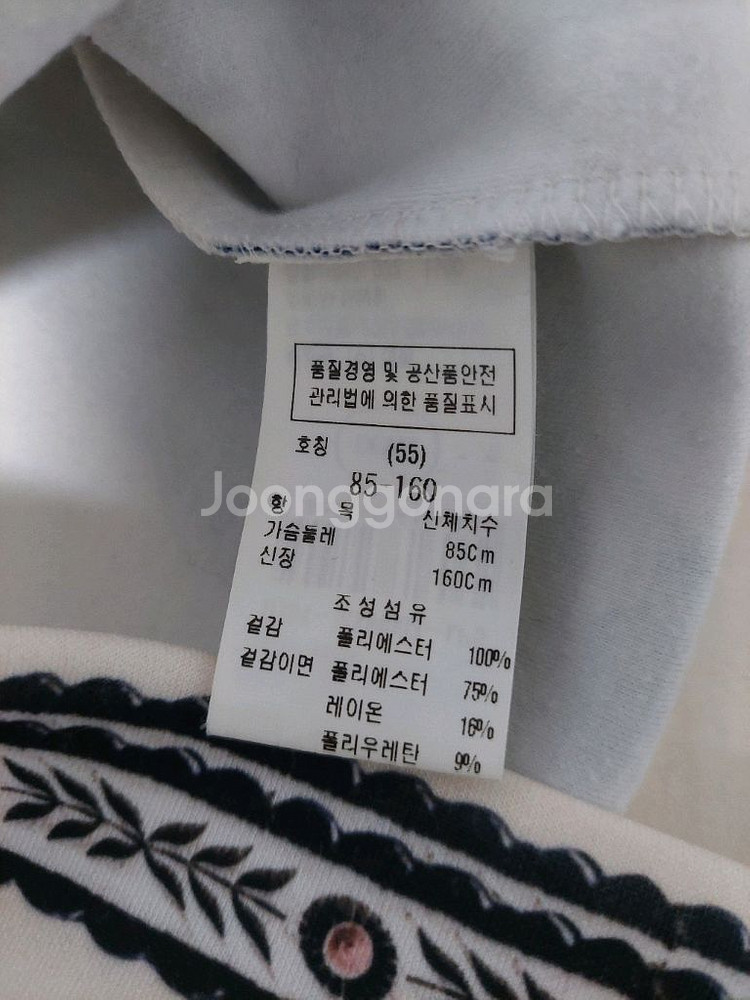 품질경영 및 공산품안전
관리법에 의한 품질표시
호칭 (55)
85-160
항 목 신체치수
가슴둘레 85Cm
신장 160Cm
조성섬유
겉감 폴리에스터 100%
겉감이면 폴리에스터 75%
레이온 16%
폴리우레탄 9%
Joonggonara